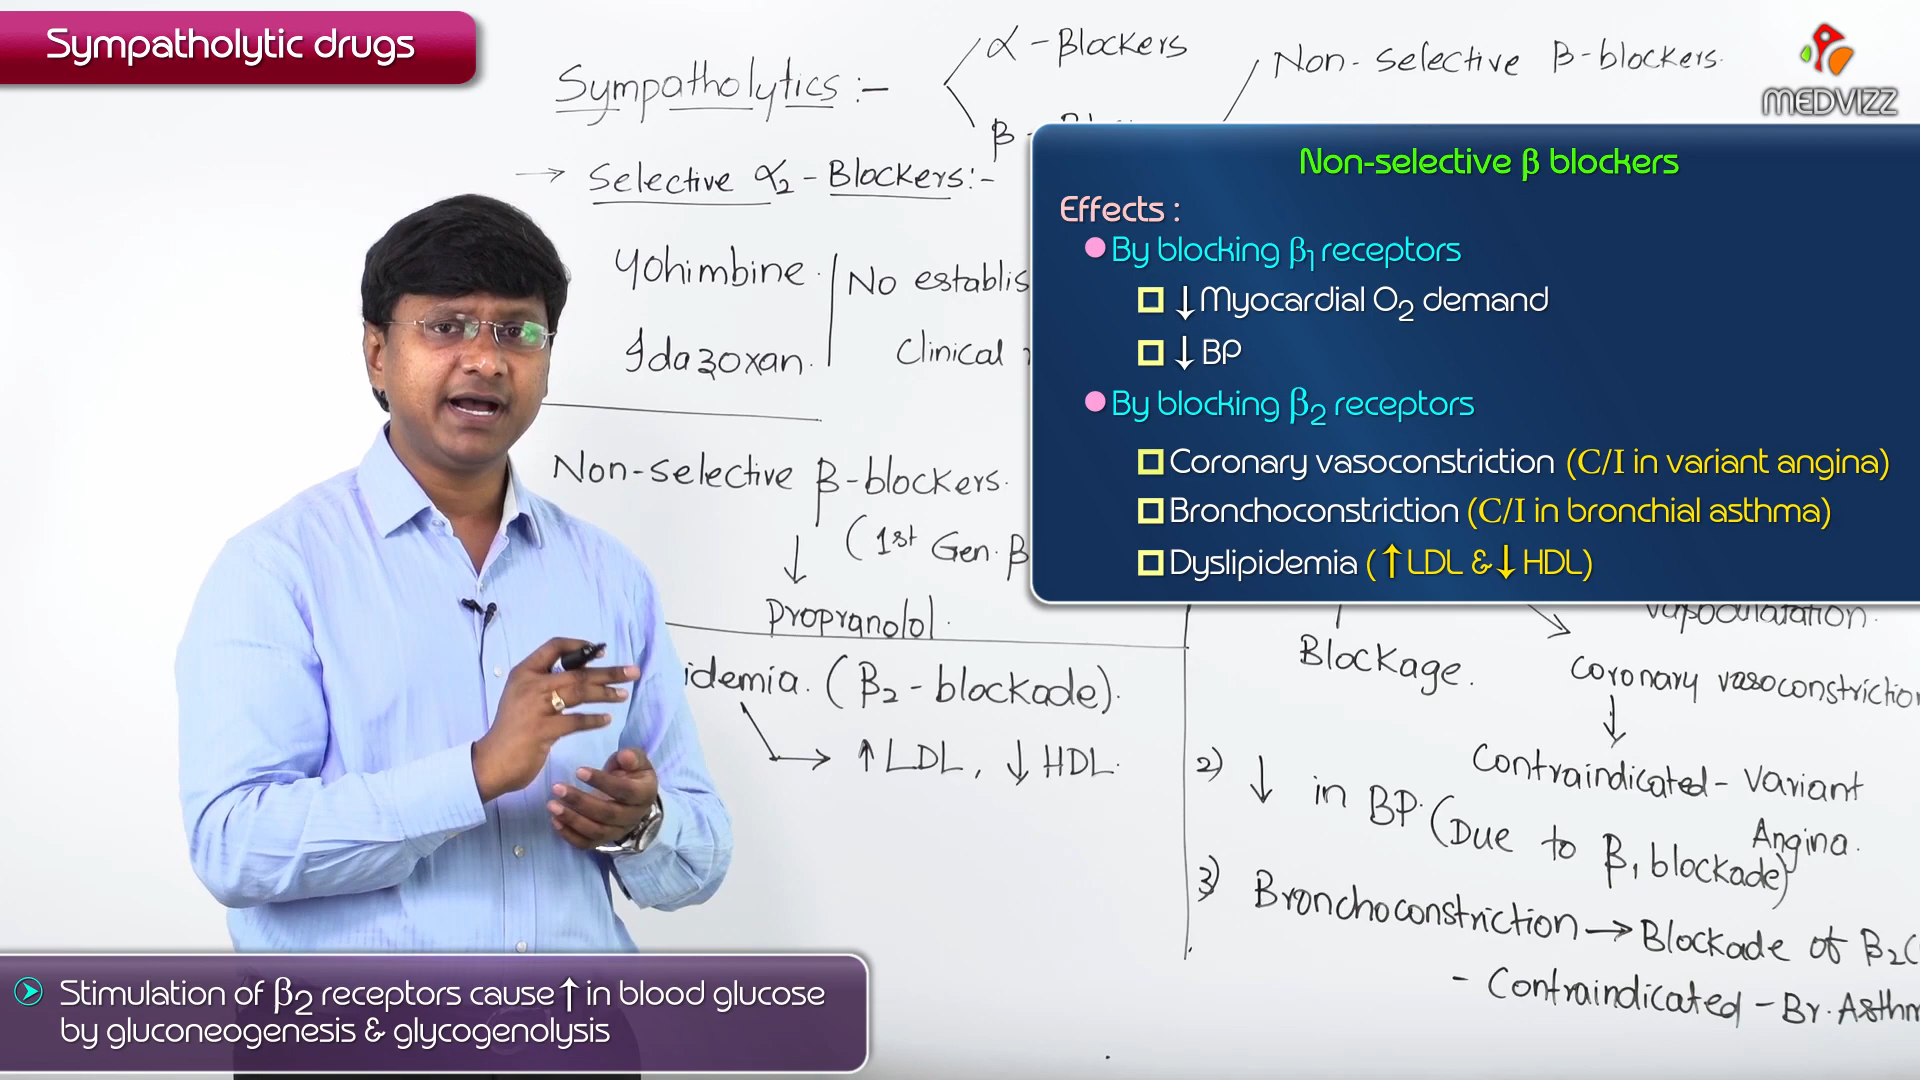 Sympatholytic drugs
MEDVIZZ
Sympatholytics :-
α - Blockers
β -
Non - Selective β - blockers.
→ Selective α2 - Blockers:-
Yohimbine.
Idazoxan.
No establis
Clinical
Non-selective β-blockers.
(1st Gen. β
↓
Propranolol.
idemia. (β2 - blockade).
→ ↑ LDL, ↓ HDL.
Non-selective β blockers
Effects :
By blocking β1 receptors
↓ Myocardial O2 demand
↓ BP
By blocking β2 receptors
Coronary vasoconstriction (C/I in variant angina)
Bronchoconstriction (C/I in bronchial asthma)
Dyslipidemia (↑ LDL & ↓ HDL)
Blockage.
coronary vasoconstriction
↓
Contraindicated - Variant
Angina.
2) ↓ in BP. (Due to β1 blockade)
3) Bronchoconstriction → Blockade of β2 (
- Contraindicated - Br. Asthm
Stimulation of β2 receptors cause ↑ in blood glucose
by gluconeogenesis & glycogenolysis